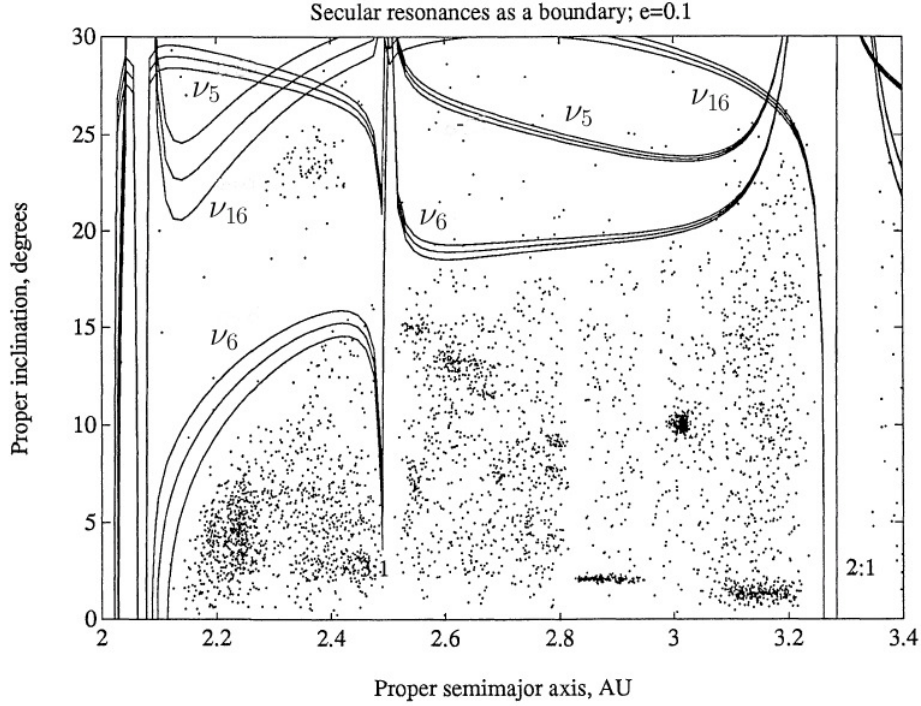 Secular resonances as a boundary; e=0.1
30
25
20
15
10
5
0
Proper inclination, degrees
ν5
ν16
ν6
ν5
ν16
ν6
3:1
2:1
2
2.2
2.4
2.6
2.8
3
3.2
3.4
Proper semimajor axis, AU